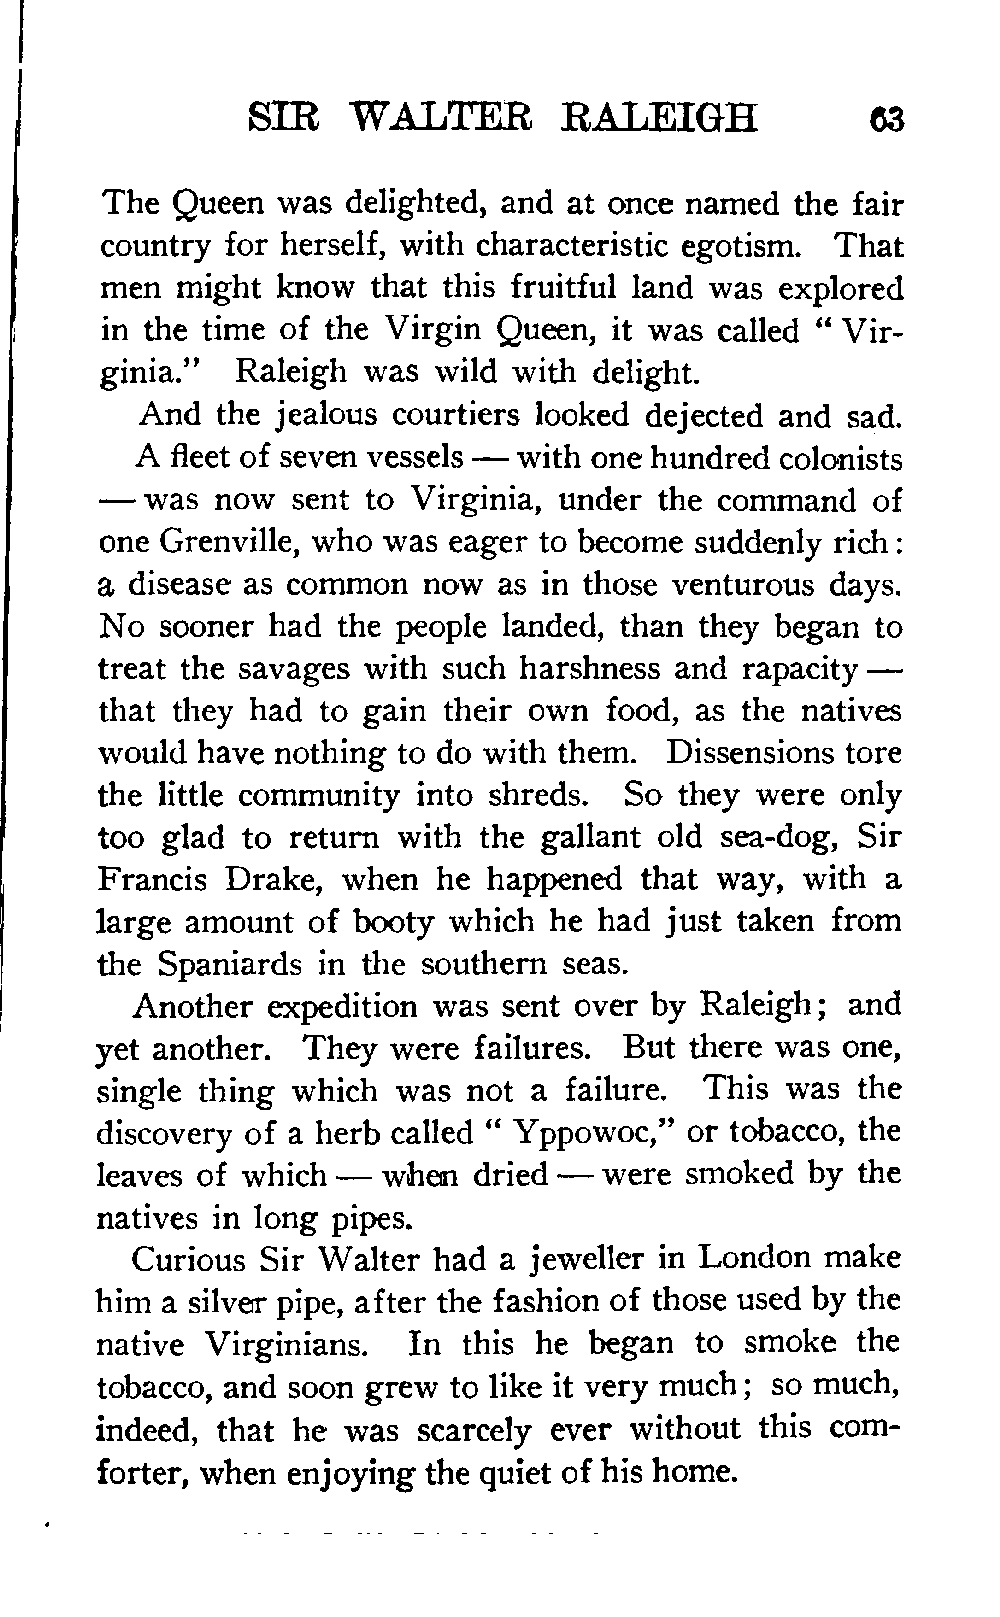 SIR WALTER RALEIGH 63
The Queen was delighted, and at once named the fair
country for herself, with characteristic egotism. That
men might know that this fruitful land was explored
in the time of the Virgin Queen, it was called “ Vir-
ginia.” Raleigh was wild with delight.
And the jealous courtiers looked dejected and sad.
A fleet of seven vessels — with one hundred colonists
— was now sent to Virginia, under the command of
one Grenville, who was eager to become suddenly rich :
a disease as common now as in those venturous days.
No sooner had the people landed, than they began to
treat the savages with such harshness and rapacity —
that they had to gain their own food, as the natives
would have nothing to do with them. Dissensions tore
the little community into shreds. So they were only
too glad to return with the gallant old sea-dog, Sir
Francis Drake, when he happened that way, with a
large amount of booty which he had just taken from
the Spaniards in the southern seas.
Another expedition was sent over by Raleigh ; and
yet another. They were failures. But there was one,
single thing which was not a failure. This was the
discovery of a herb called “ Yppowoc,” or tobacco, the
leaves of which — when dried — were smoked by the
natives in long pipes.
Curious Sir Walter had a jeweller in London make
him a silver pipe, after the fashion of those used by the
native Virginians. In this he began to smoke the
tobacco, and soon grew to like it very much ; so much,
indeed, that he was scarcely ever without this com-
forter, when enjoying the quiet of his home.